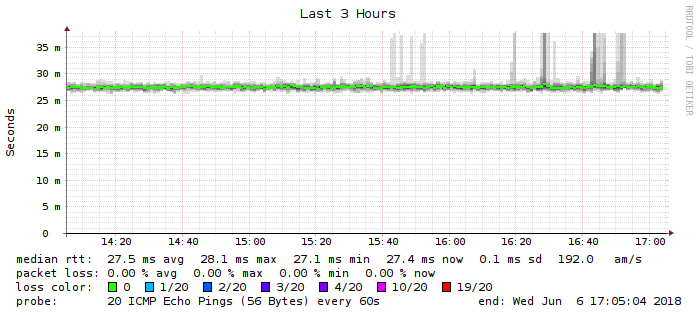 Last 3 Hours
RRDTOOL / TOBI OETIKER
Seconds
35 m
30 m
25 m
20 m
15 m
10 m
5 m
0
14:20 14:40 15:00 15:20 15:40 16:00 16:20 16:40 17:00
median rtt: 27.5 ms avg 28.1 ms max 27.1 ms min 27.4 ms now 0.1 ms sd 192.0 am/s
packet loss: 0.00 % avg 0.00 % max 0.00 % min 0.00 % now
loss color: 0 1/20 2/20 3/20 4/20 10/20 19/20
probe: 20 ICMP Echo Pings (56 Bytes) every 60s end: Wed Jun 6 17:05:04 2018